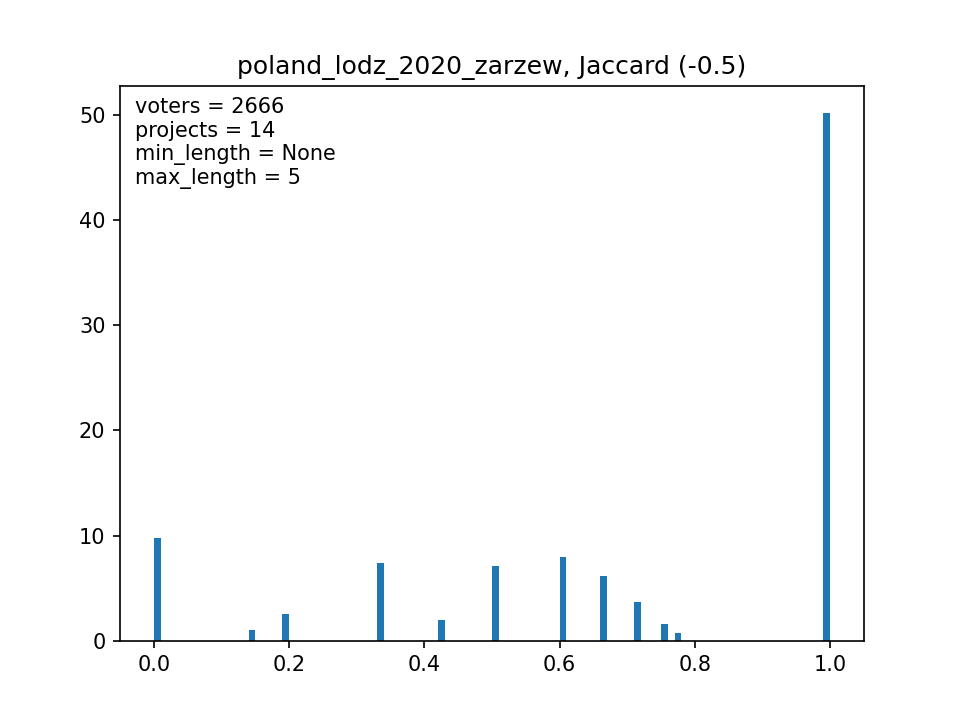 poland_lodz_2020_zarzew, Jaccard (-0.5)
voters = 2666
projects = 14
min_length = None
max_length = 5
50
40
30
20
10
0
0.0 0.2 0.4 0.6 0.8 1.0